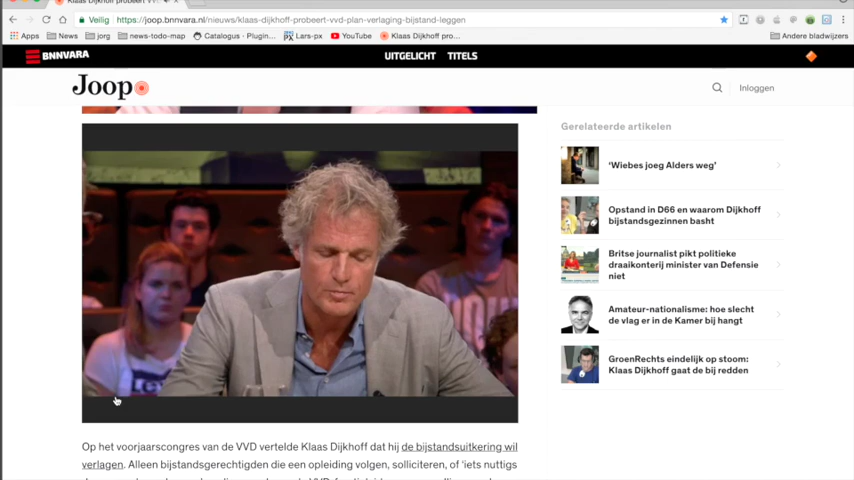 Klaas Dijkhoff probeert VVD
Veilig https://joop.bnnvara.nl/nieuws/klaas-dijkhoff-probeert-vvd-plan-verlaging-bijstand-leggen
Apps News jorg news-todo-map Catalogus - Plugin... Lars-px YouTube Klaas Dijkhoff pro... Andere bladwijzers
BNNVARA UITGELICHT TITELS
Joop Inloggen
Gerelateerde artikelen
'Wiebes joeg Alders weg'
Opstand in D66 en waarom Dijkhoff
bijstandsgezinnen basht
Britse journalist pikt politieke
draaikonterij minister van Defensie
niet
Amateur-nationalisme: hoe slecht
de vlag er in de Kamer bij hangt
GroenRechts eindelijk op stoom:
Klaas Dijkhoff gaat de bij redden
Op het voorjaarscongres van de VVD vertelde Klaas Dijkhoff dat hij de bijstandsuitkering wil
verlagen. Alleen bijstandsgerechtigden die een opleiding volgen, solliciteren, of 'iets nuttigs